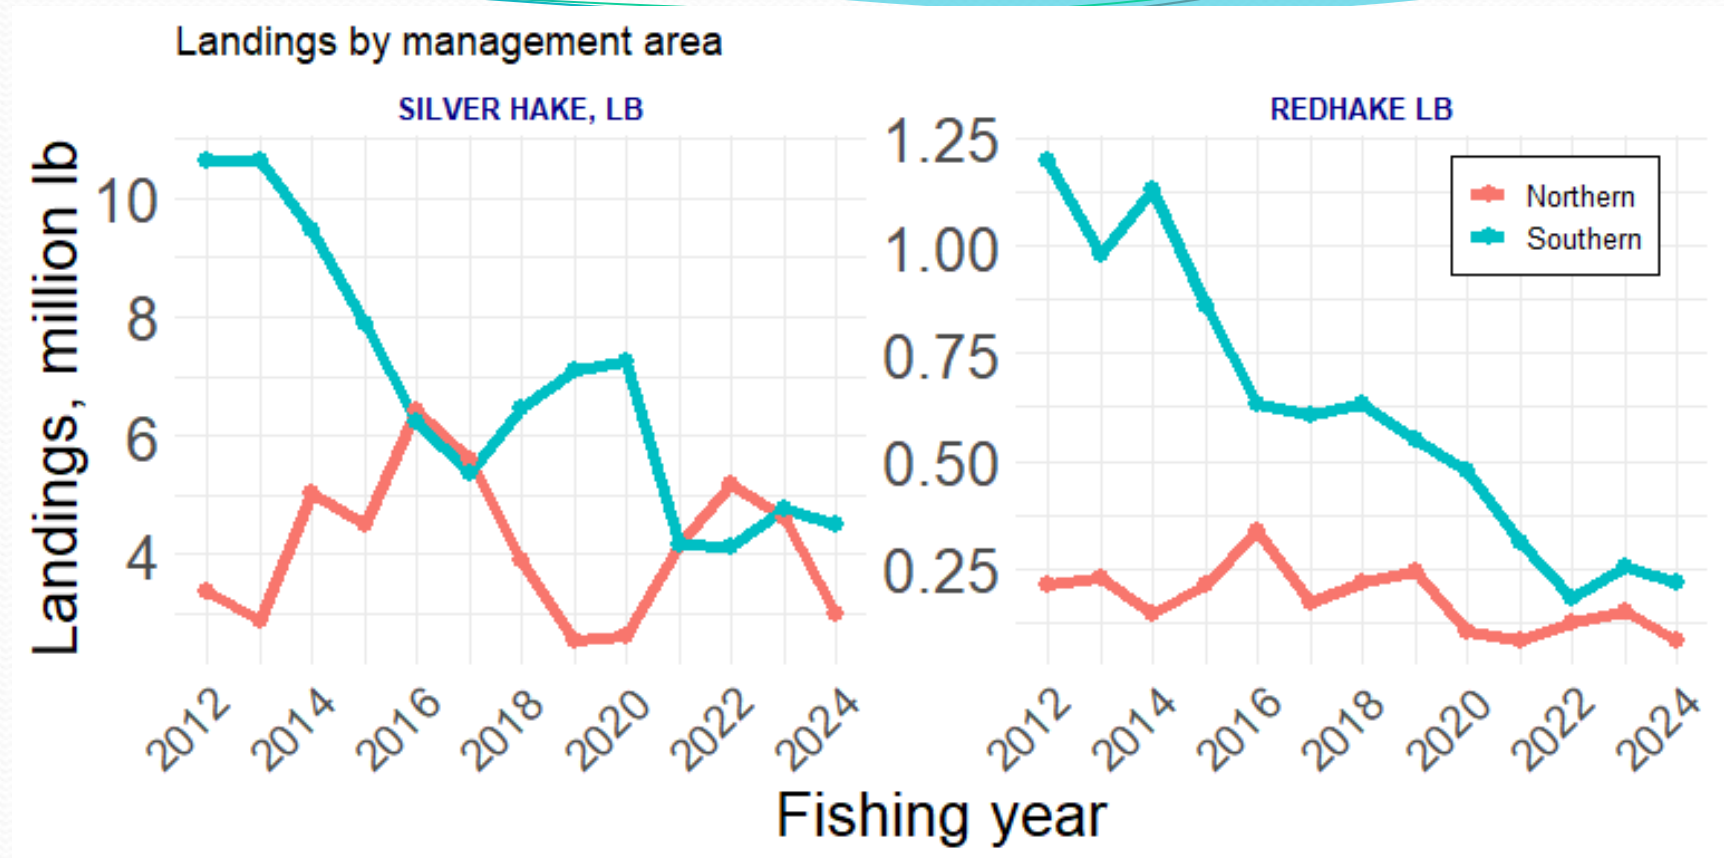 Landings by management area
SILVER HAKE, LB
REDHAKE LB
Landings, million lb
10
8
6
4
1.25
1.00
0.75
0.50
0.25
Northern
Southern
2012 2014 2016 2018 2020 2022 2024
2012 2014 2016 2018 2020 2022 2024
Fishing year